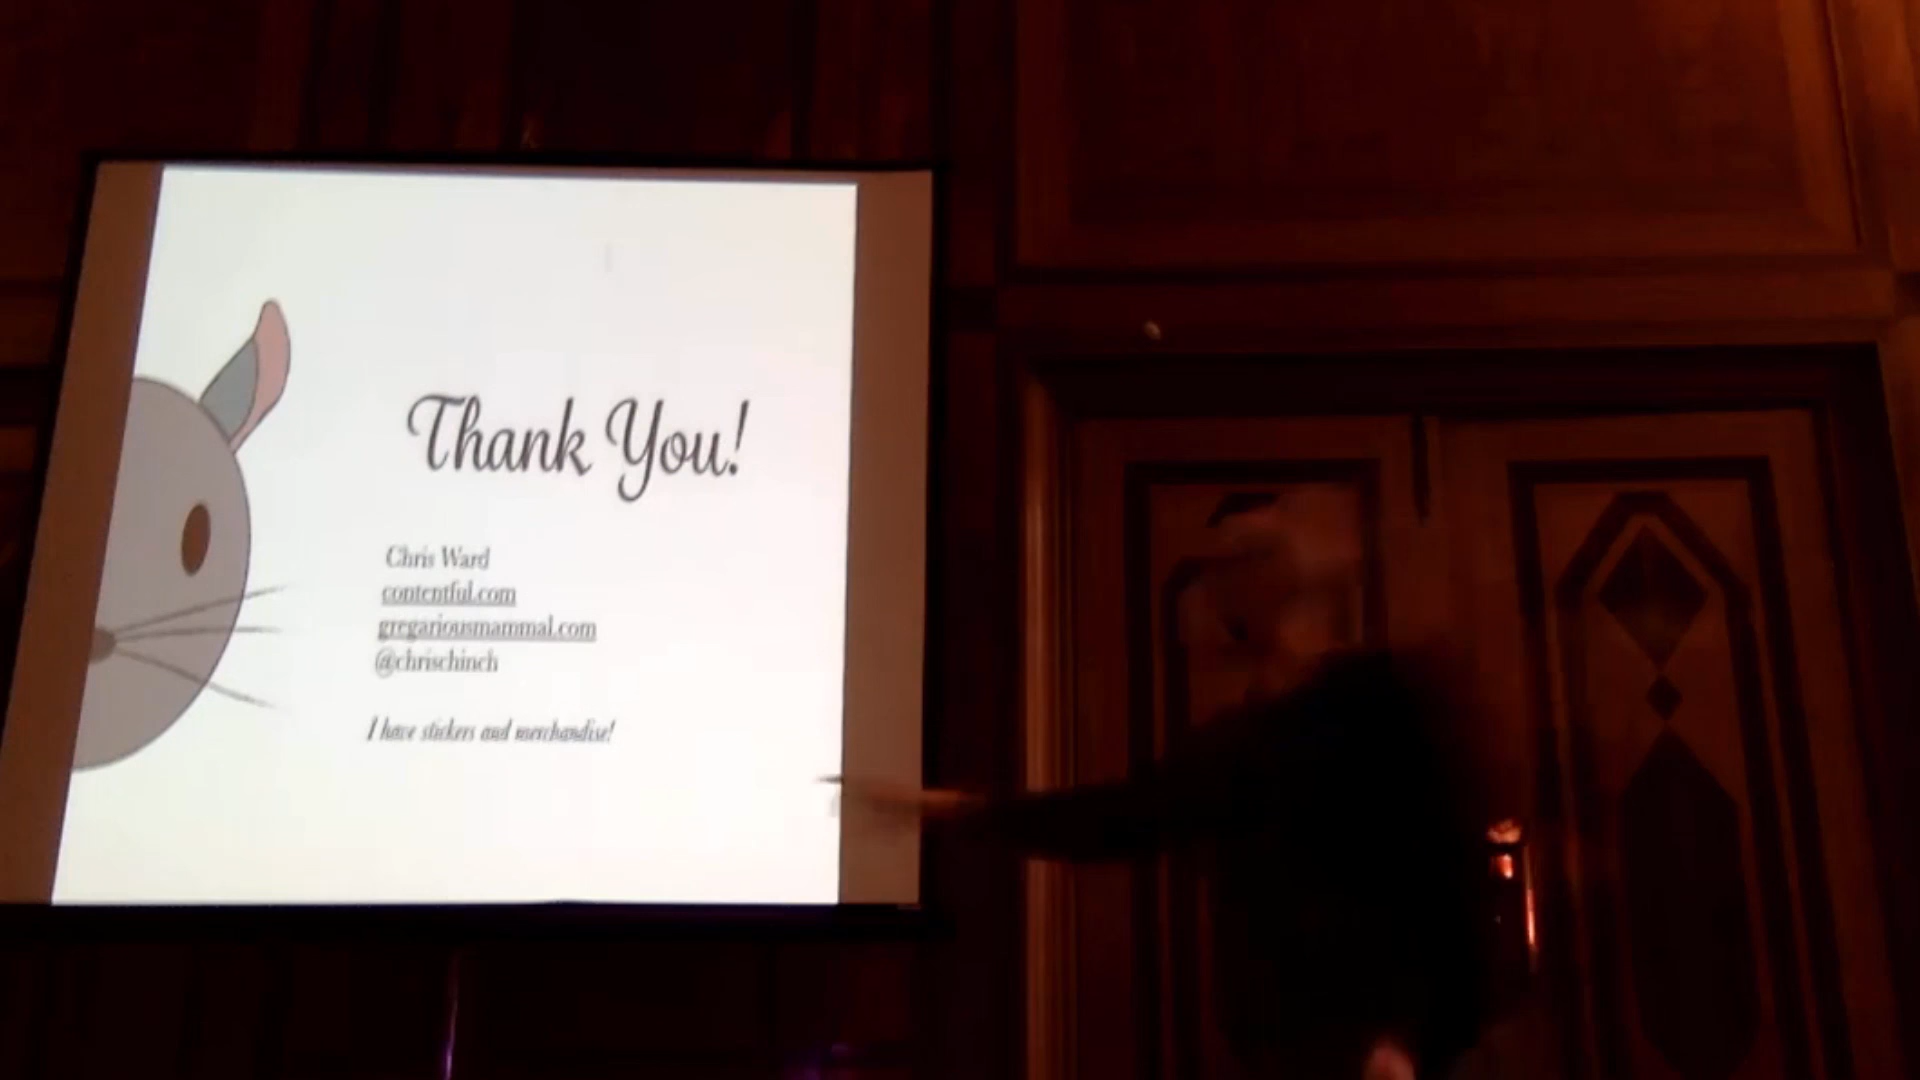 Thank You!
Chris Ward
contentful.com
gregariousmammal.com
@chrischinch
I have stickers and merchandise!